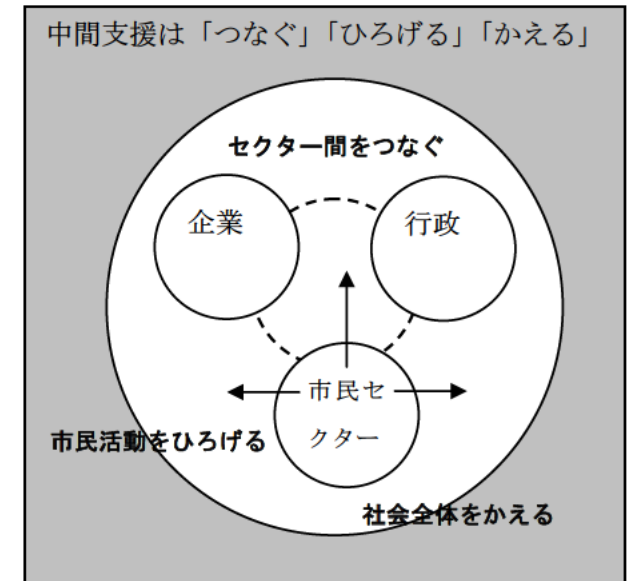 中間支援は「つなぐ」「ひろげる」「かえる」
セクター間をつなぐ
企業
行政
市民セ
クター
市民活動をひろげる
社会全体をかえる